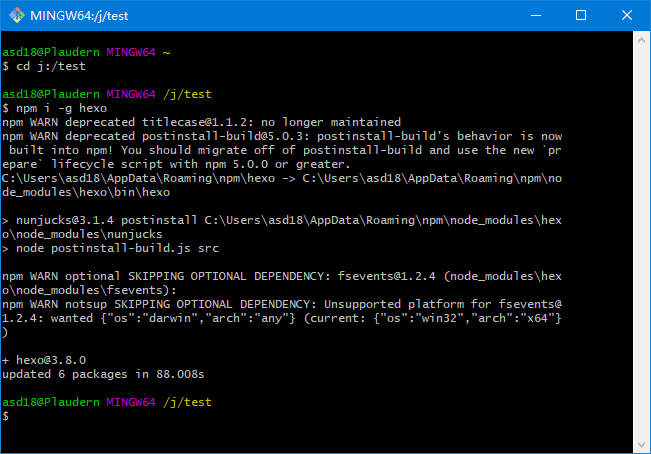 MINGW64:/j/test
asd18@Plaudern MINGW64 ~
$ cd j:/test
asd18@Plaudern MINGW64 /j/test
$ npm i -g hexo
npm WARN deprecated titlecase@1.1.2: no longer maintained
npm WARN deprecated postinstall-build@5.0.3: postinstall-build's behavior is now
 built into npm! You should migrate off of postinstall-build and use the new `pr
epare` lifecycle script with npm 5.0.0 or greater.
C:\Users\asd18\AppData\Roaming\npm\hexo -> C:\Users\asd18\AppData\Roaming\npm\no
de_modules\hexo\bin\hexo
> nunjucks@3.1.4 postinstall C:\Users\asd18\AppData\Roaming\npm\node_modules\hex
o\node_modules\nunjucks
> node postinstall-build.js src
npm WARN optional SKIPPING OPTIONAL DEPENDENCY: fsevents@1.2.4 (node_modules\hex
o\node_modules\fsevents):
npm WARN notsup SKIPPING OPTIONAL DEPENDENCY: Unsupported platform for fsevents@
1.2.4: wanted {"os":"darwin","arch":"any"} (current: {"os":"win32","arch":"x64"}
)
+ hexo@3.8.0
updated 6 packages in 88.008s
asd18@Plaudern MINGW64 /j/test
$